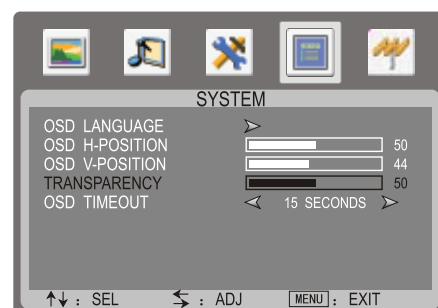 SYSTEM
OSD LANGUAGE
OSD H-POSITION 50
OSD V-POSITION 44
TRANSPARENCY 50
OSD TIMEOUT 15 SECONDS
: SEL : ADJ MENU : EXIT